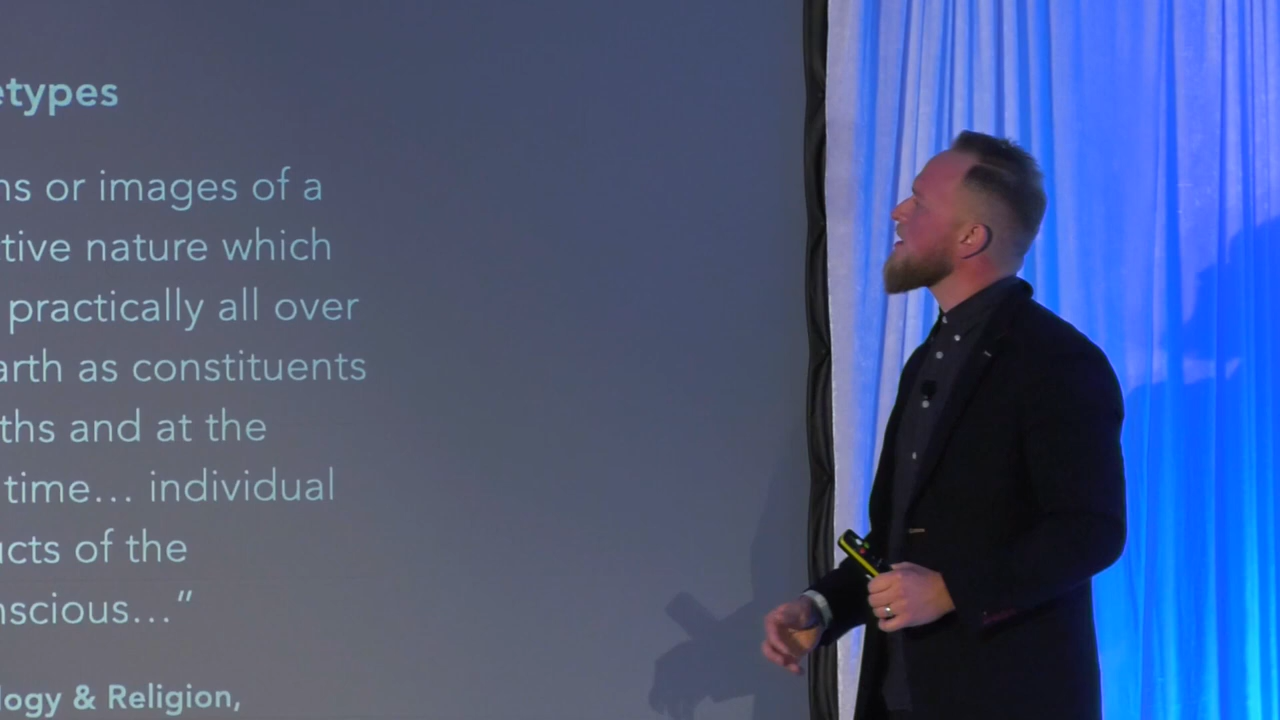 etypes
ns or images of a
tive nature which
practically all over
arth as constituents
ths and at the
time… individual
ucts of the
nscious…”
logy & Religion,